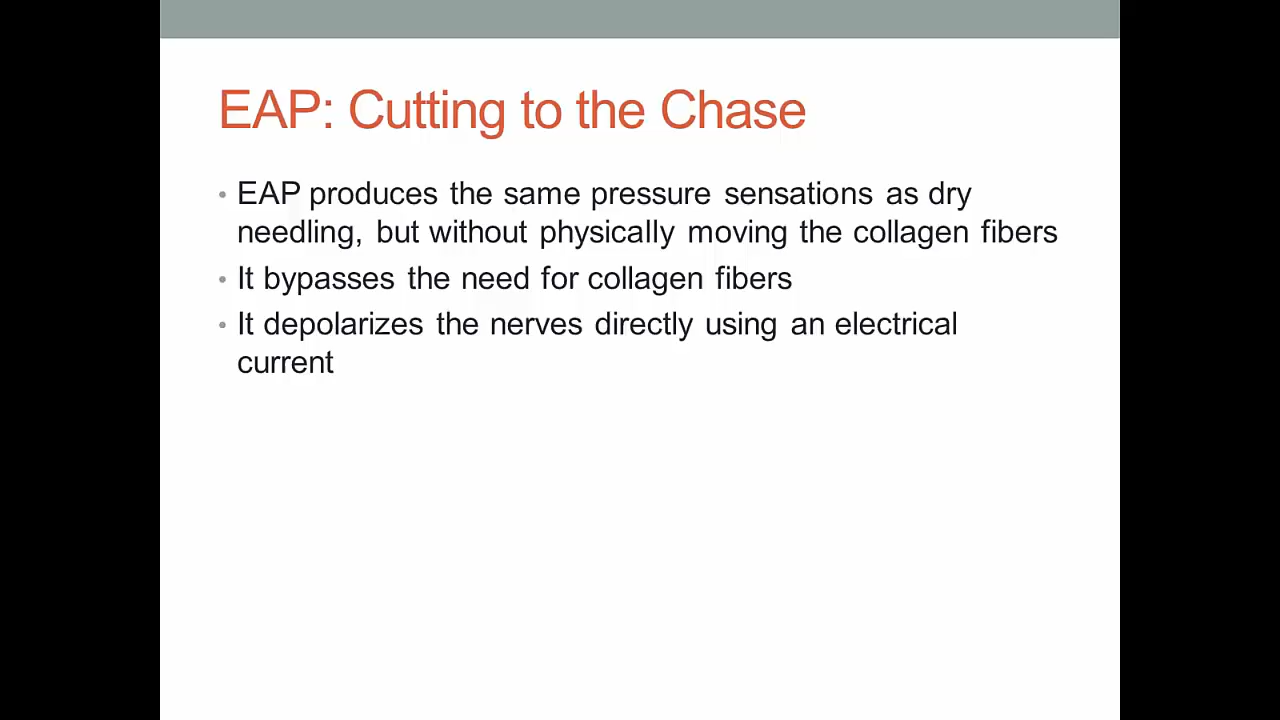 EAP: Cutting to the Chase
• EAP produces the same pressure sensations as dry
needling, but without physically moving the collagen fibers
• It bypasses the need for collagen fibers
• It depolarizes the nerves directly using an electrical
current